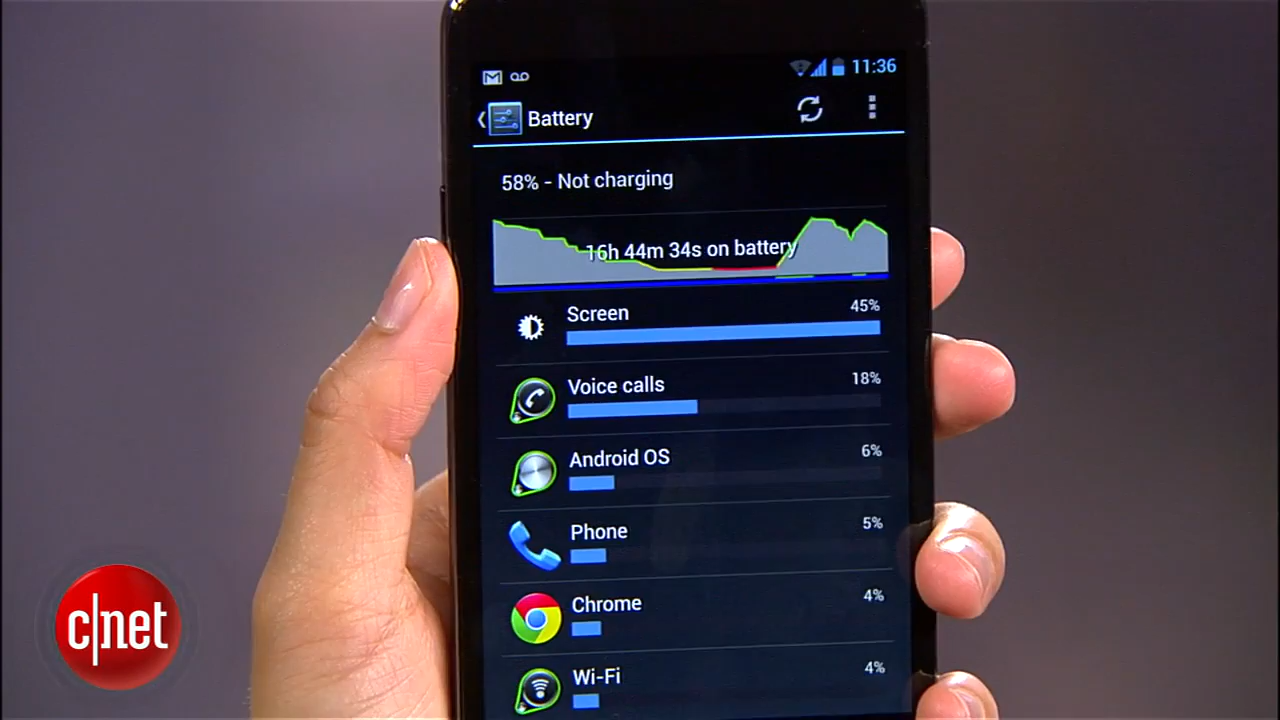 11:36
Battery
58% - Not charging
16h 44m 34s on battery
Screen 45%
Voice calls 18%
Android OS 6%
Phone 5%
Chrome 4%
Wi-Fi 4%
c|net